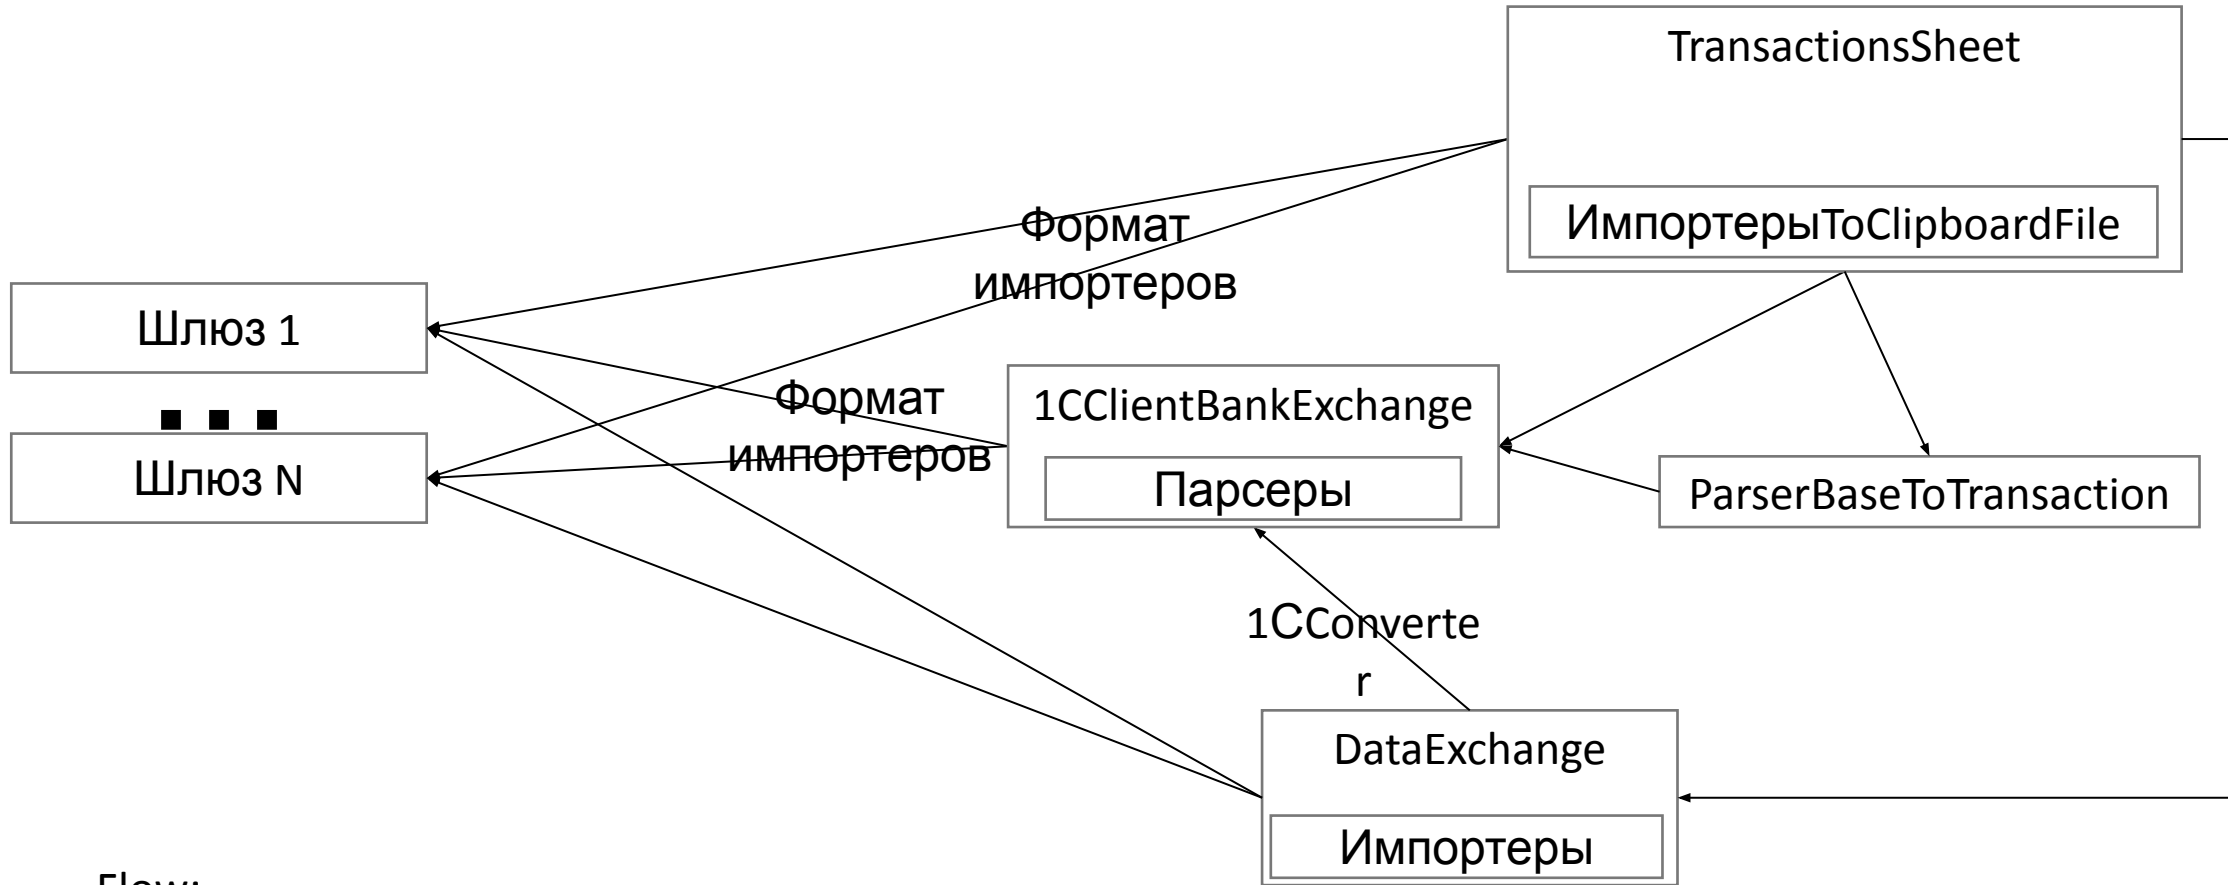 TransactionsSheet
ИмпортерыToClipboardFile
Формат
импортеров
Шлюз 1
Формат
импортеров
1CClientBankExchange
Парсеры
Шлюз N
ParserBaseToTransaction
1CConverte
r
DataExchange
Импортеры
Flow: